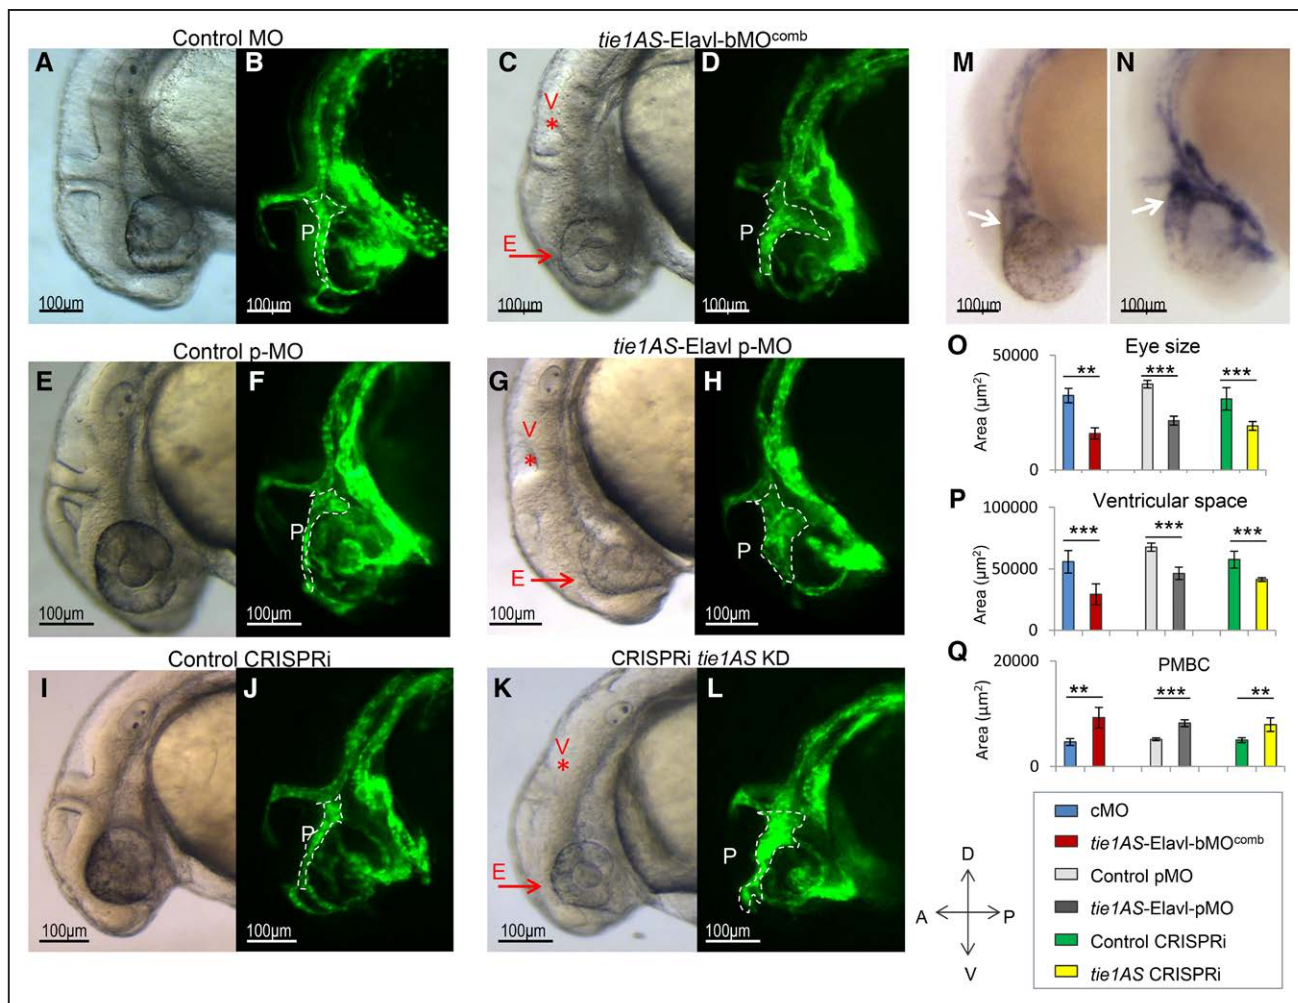 Control MO
tie1AS-Elavl-bMOcomb
A
B
C
D
M
N
V
*
E
P
P
100µm
100µm
100µm
100µm
100µm
100µm
Control p-MO
tie1AS-Elavl p-MO
E
F
G
H
V
*
E
P
P
100µm
100µm
100µm
100µm
Control CRISPRi
CRISPRi tie1AS KD
I
J
K
L
V
*
E
P
P
100µm
100µm
100µm
100µm
O
Eye size
50000
0
Area (µm²)
**
***
***
P
Ventricular space
100000
50000
0
Area (µm²)
***
***
***
Q
PMBC
20000
0
Area (µm²)
**
***
**
cMO
tie1AS-Elavl-bMOcomb
Control pMO
tie1AS-Elavl-pMO
Control CRISPRi
tie1AS CRISPRi
D
A
P
V